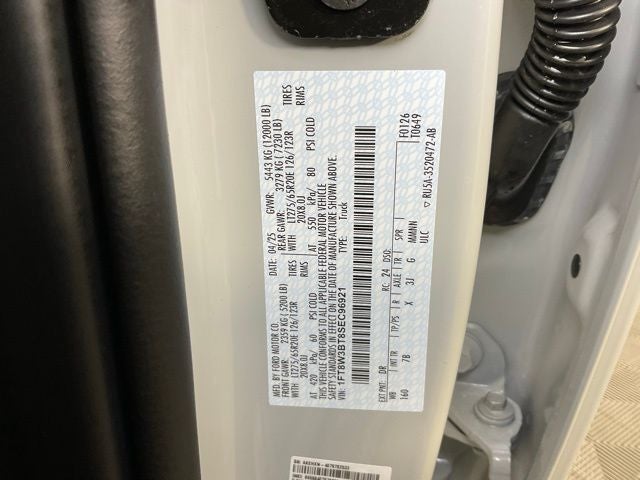 MFD. BY FORD MOTOR CO.
DATE: 04/25 GVWR: 5443 KG (12000 LB)
FRONT GAWR: 2359 KG (5200 LB) REAR GAWR: 3279 KG (7230 LB)
WITH LT275/65R20E 126/123R TIRES WITH LT275/65R20E 126/123R TIRES
20X8.0J RIMS 20X8.0J RIMS
AT 420 kPa/ 60 PSI COLD AT 550 kPa/ 80 PSI COLD
THIS VEHICLE CONFORMS TO ALL APPLICABLE FEDERAL MOTOR VEHICLE
SAFETY STANDARDS IN EFFECT ON THE DATE OF MANUFACTURE SHOWN ABOVE.
VIN: 1FT8W3BT8SEC96921 TYPE: Truck
F0126
T0649
EXT PNT: DR RC: 24 DSO:
WB INT TR TP/PS R AXLE TR SPR
160 7B X 3J G MMNN
ULC
▽ RU5A-3520472-AB